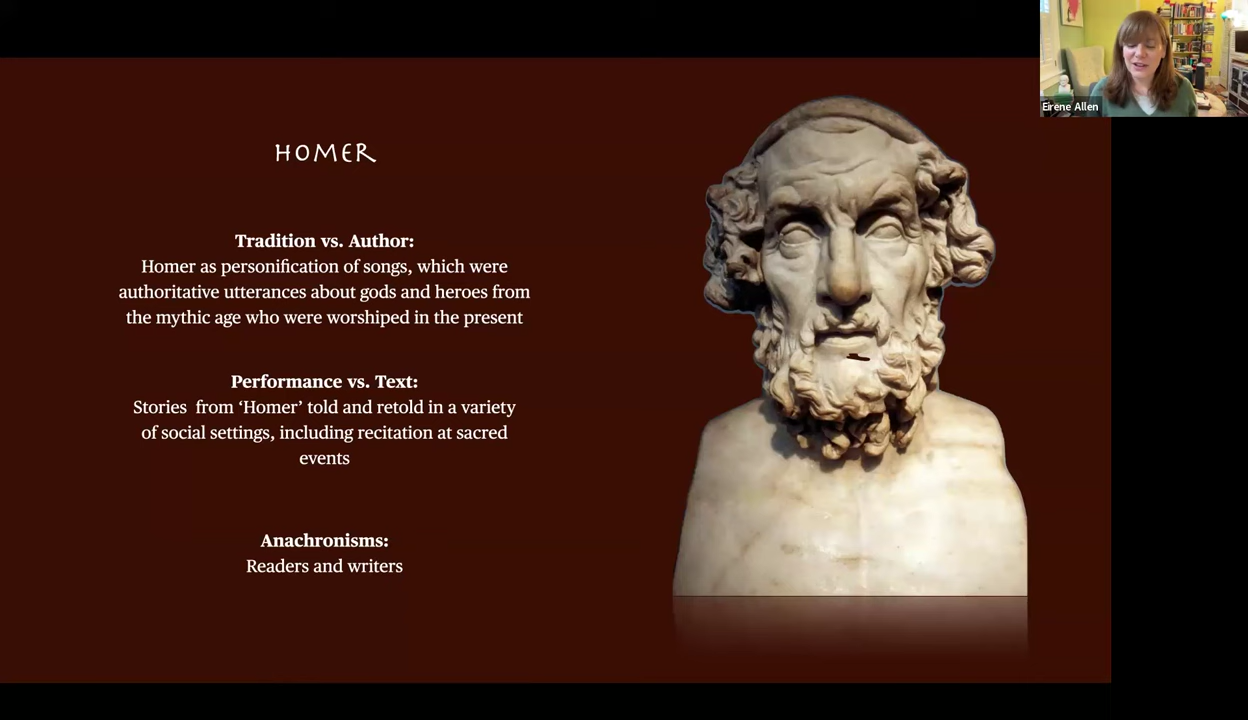 HOMER
Tradition vs. Author:
Homer as personification of songs, which were
authoritative utterances about gods and heroes from
the mythic age who were worshiped in the present
Performance vs. Text:
Stories from ‘Homer’ told and retold in a variety
of social settings, including recitation at sacred
events
Anachronisms:
Readers and writers
Eirene Allen